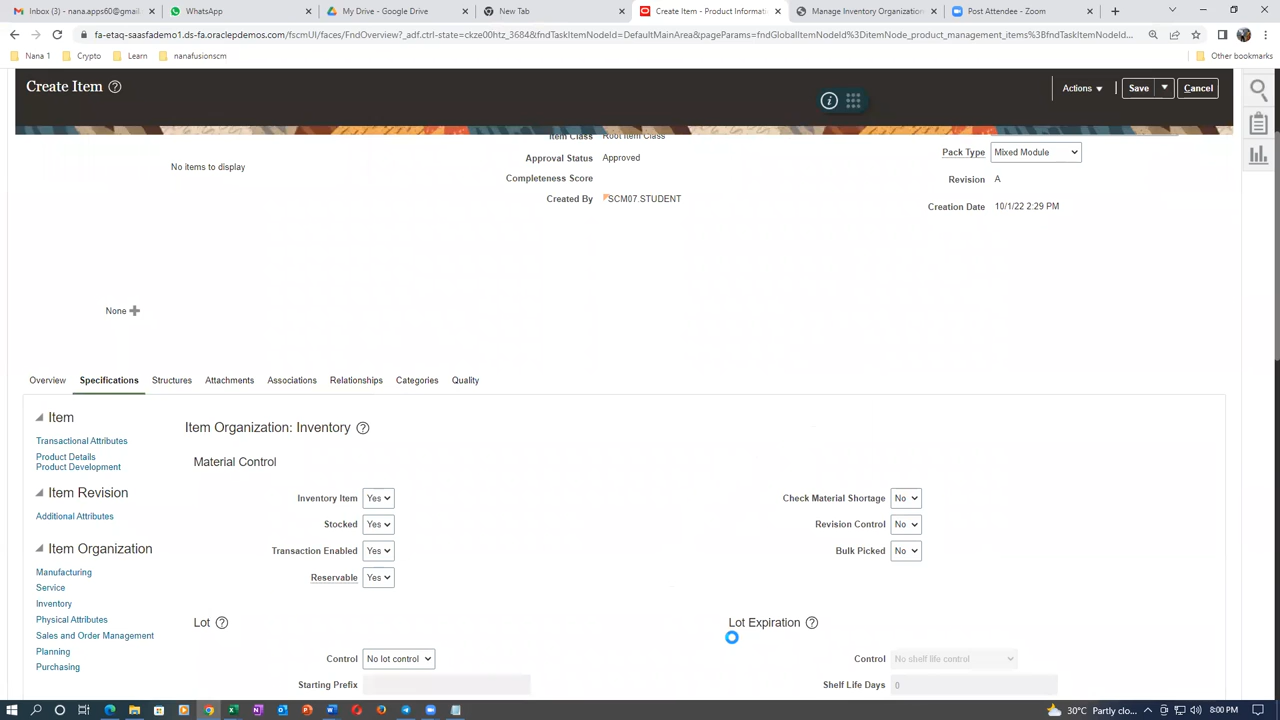 Inbox (3) - nana.apps60@gmail
WhatsApp
My Drive - Google Drive
New Tab
Create Item - Product Informati
Manage Inventory Organization
Post Attendee - Zoom
fa-etaq-saasfademo1.ds-fa.oraclepdemos.com/fscmUI/faces/FndOverview?_adf.ctrl-state=ckze00htz_3684&fndTaskItemNodeId=DefaultMainArea&pageParams=fndGlobalItemNodeId%3DitemNode_product_management_items%3BfndTaskItemNodeId...
Nana 1
Crypto
Learn
nanafusionscm
Other bookmarks
Create Item
Actions
Save
Cancel
Item Class Root Item Class
No items to display
Approval Status Approved
Pack Type Mixed Module
Completeness Score
Revision A
Created By SCM07.STUDENT
Creation Date 10/1/22 2:29 PM
None
Overview Specifications Structures Attachments Associations Relationships Categories Quality
Item
Transactional Attributes
Product Details
Product Development
Item Revision
Additional Attributes
Item Organization
Manufacturing
Service
Inventory
Physical Attributes
Sales and Order Management
Planning
Purchasing
Item Organization: Inventory
Material Control
Inventory Item Yes
Stocked Yes
Transaction Enabled Yes
Reservable Yes
Check Material Shortage No
Revision Control No
Bulk Picked No
Lot
Control No lot control
Starting Prefix
Lot Expiration
Control No shelf life control
Shelf Life Days 0
30°C Partly clo...
8:00 PM